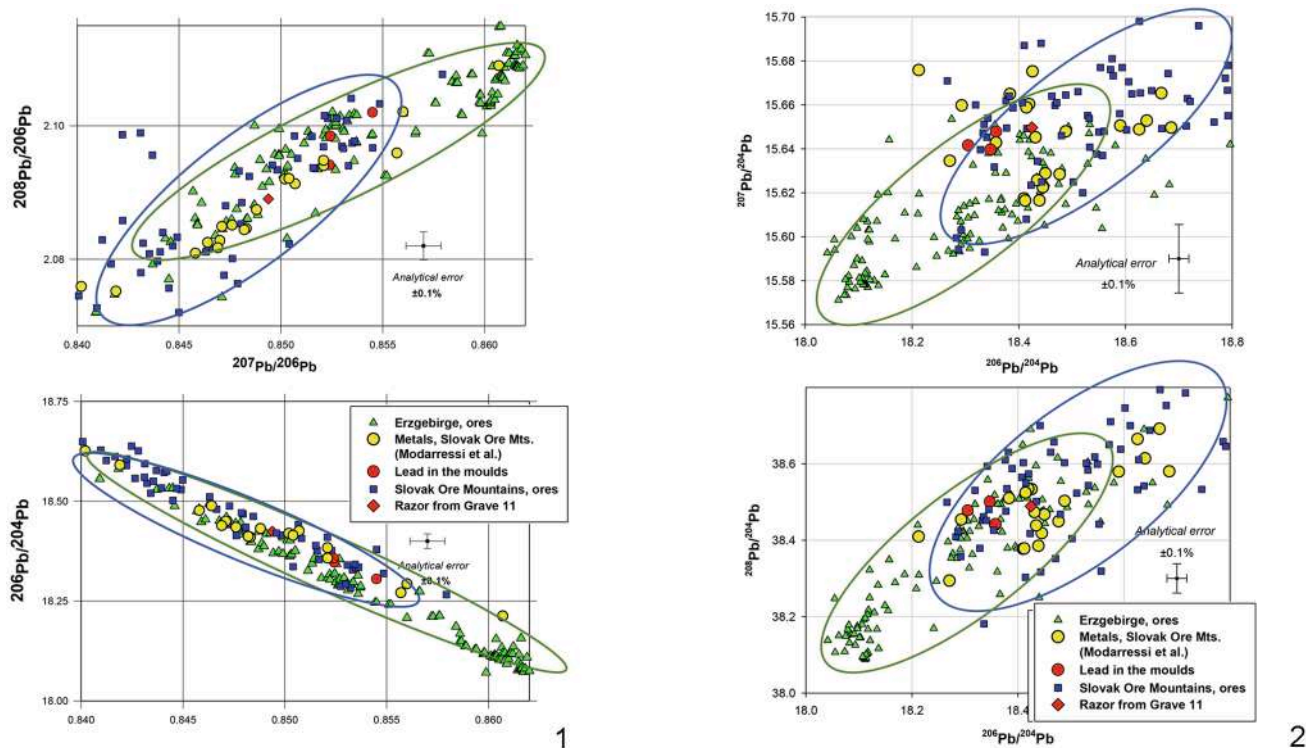 208Pb/206Pb
2.10
2.08
Analytical error
±0.1%
0.840
0.845
0.850
0.855
0.860
207Pb/206Pb
206Pb/204Pb
18.75
18.50
18.25
18.00
Erzgebirge, ores
Metals, Slovak Ore Mts.
(Modarressi et al.)
Lead in the moulds
Slovak Ore Mountains, ores
Razor from Grave 11
Analytical error
±0.1%
0.840
0.845
0.850
0.855
0.860
1
207Pb/204Pb
15.70
15.68
15.66
15.64
15.62
15.60
15.58
15.56
Analytical error
±0.1%
18.0
18.2
18.4
18.6
18.8
206Pb/204Pb
208Pb/204Pb
38.6
38.4
38.2
38.0
Analytical error
±0.1%
Erzgebirge, ores
Metals, Slovak Ore Mts.
(Modarressi et al.)
Lead in the moulds
Slovak Ore Mountains, ores
Razor from Grave 11
18.0
18.2
18.4
206Pb/204Pb
2